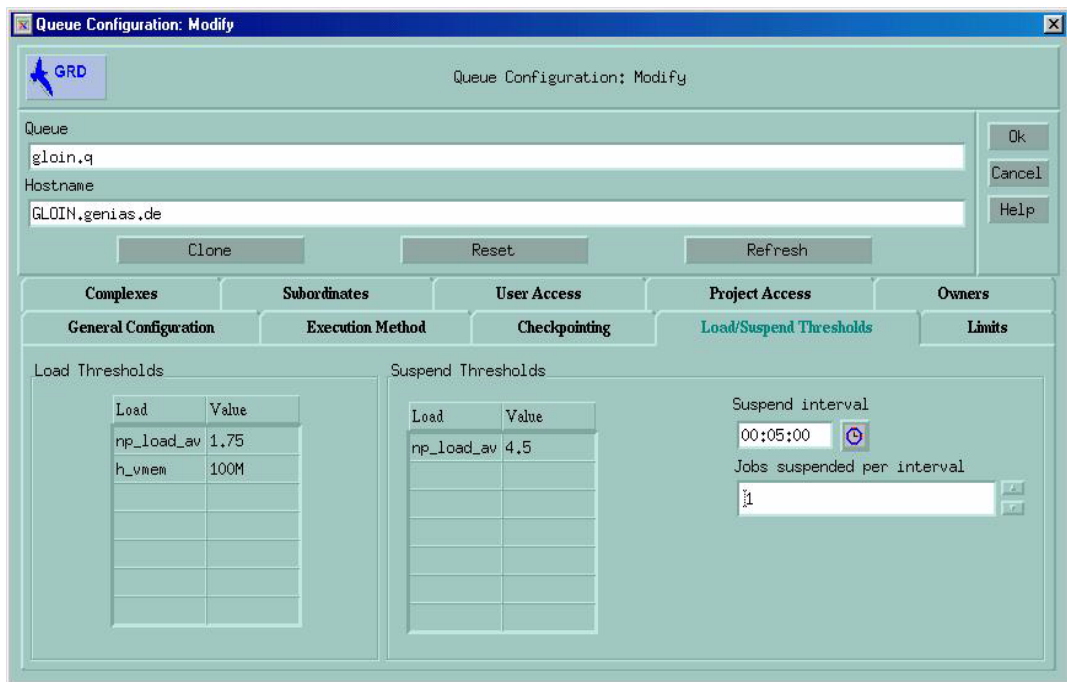 Queue Configuration: Modify
GRD
Queue Configuration: Modify
Queue
gloin.q
Hostname
GLOIN.genias.de
Ok
Cancel
Help
Clone Reset Refresh
Complexes Subordinates User Access Project Access Owners
General Configuration Execution Method Checkpointing Load/Suspend Thresholds Limits
Load Thresholds
Load Value
np_load_av 1.75
h_vmem 100M
Suspend Thresholds
Load Value
np_load_av 4.5
Suspend interval
00:05:00
Jobs suspended per interval
1